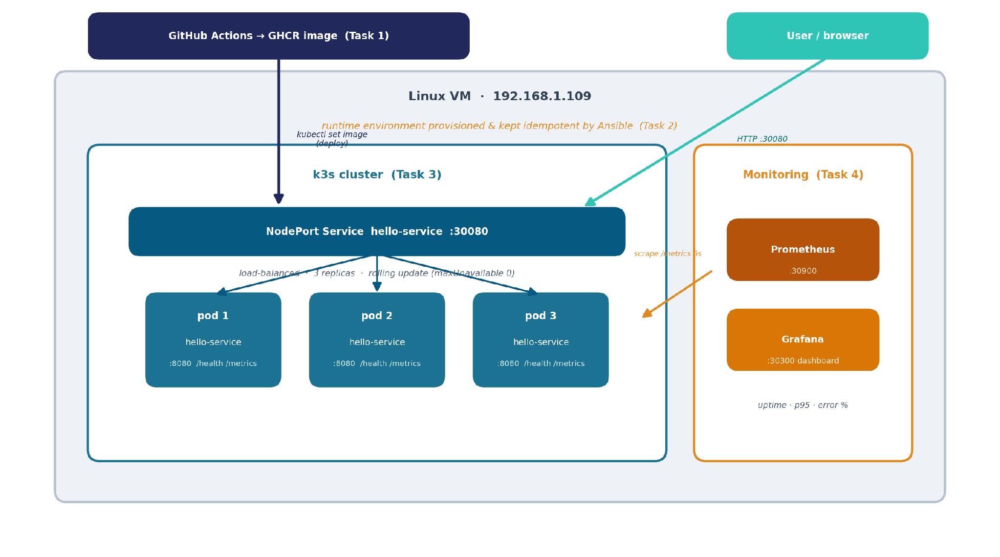 GitHub Actions → GHCR image  (Task 1)
User / browser
Linux VM  ·  192.168.1.109
runtime environment provisioned & kept idempotent by Ansible  (Task 2)
kubectl set image
(deploy)
HTTP :30080
k3s cluster  (Task 3)
Monitoring  (Task 4)
NodePort Service  hello-service  :30080
scrape /metrics 5s
Prometheus
:30900
load-balanced  ·  3 replicas  ·  rolling update (maxUnavailable 0)
pod 1
hello-service
:8080  /health /metrics
pod 2
hello-service
:8080  /health /metrics
pod 3
hello-service
:8080  /health /metrics
Grafana
:30300 dashboard
uptime · p95 · error %